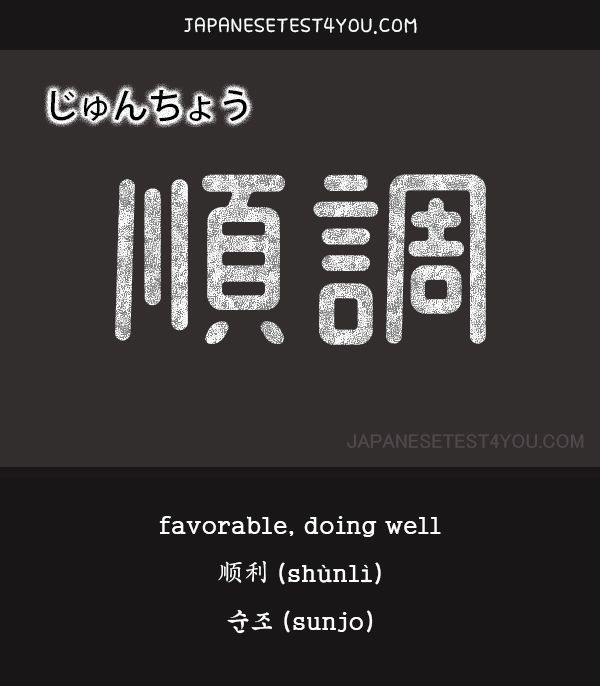 JAPANESETEST4YOU.COM
じゅんちょう
順調
JAPANESETEST4YOU.COM
favorable, doing well
顺利 (shùnlì)
순조 (sunjo)